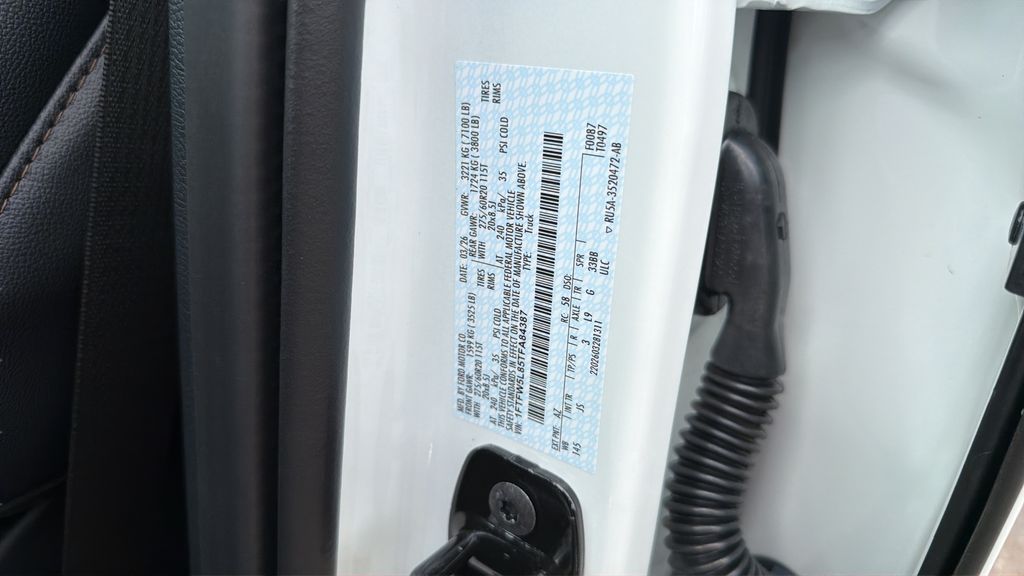 MFD. BY FORD MOTOR CO. DATE: 03/26 GVWR: 3221 KG ( 7100 LB)
FRONT GAWR: 1599 KG ( 3525 LB) REAR GAWR: 1724 KG ( 3800 LB)
WITH 275/60R20 115T TIRES WITH 275/60R20 115T TIRES
20x8.5J RIMS 20x8.5J RIMS
AT 240 kPa/ 35 PSI COLD AT 240 kPa/ 35 PSI COLD
THIS VEHICLE CONFORMS TO ALL APPLICABLE FEDERAL MOTOR VEHICLE
SAFETY STANDARDS IN EFFECT ON THE DATE OF MANUFACTURE SHOWN ABOVE.
VIN: 1FTFW5L85TFA84387 TYPE: Truck
EXT PNT: AZ RC: 58 DSO: F0087
WB INT TR TP/PS R AXLE TR SPR T0497
145 JS 3 L9 G 33BB
ULC
2202603281311 ▽ RU5A-3520472-AB